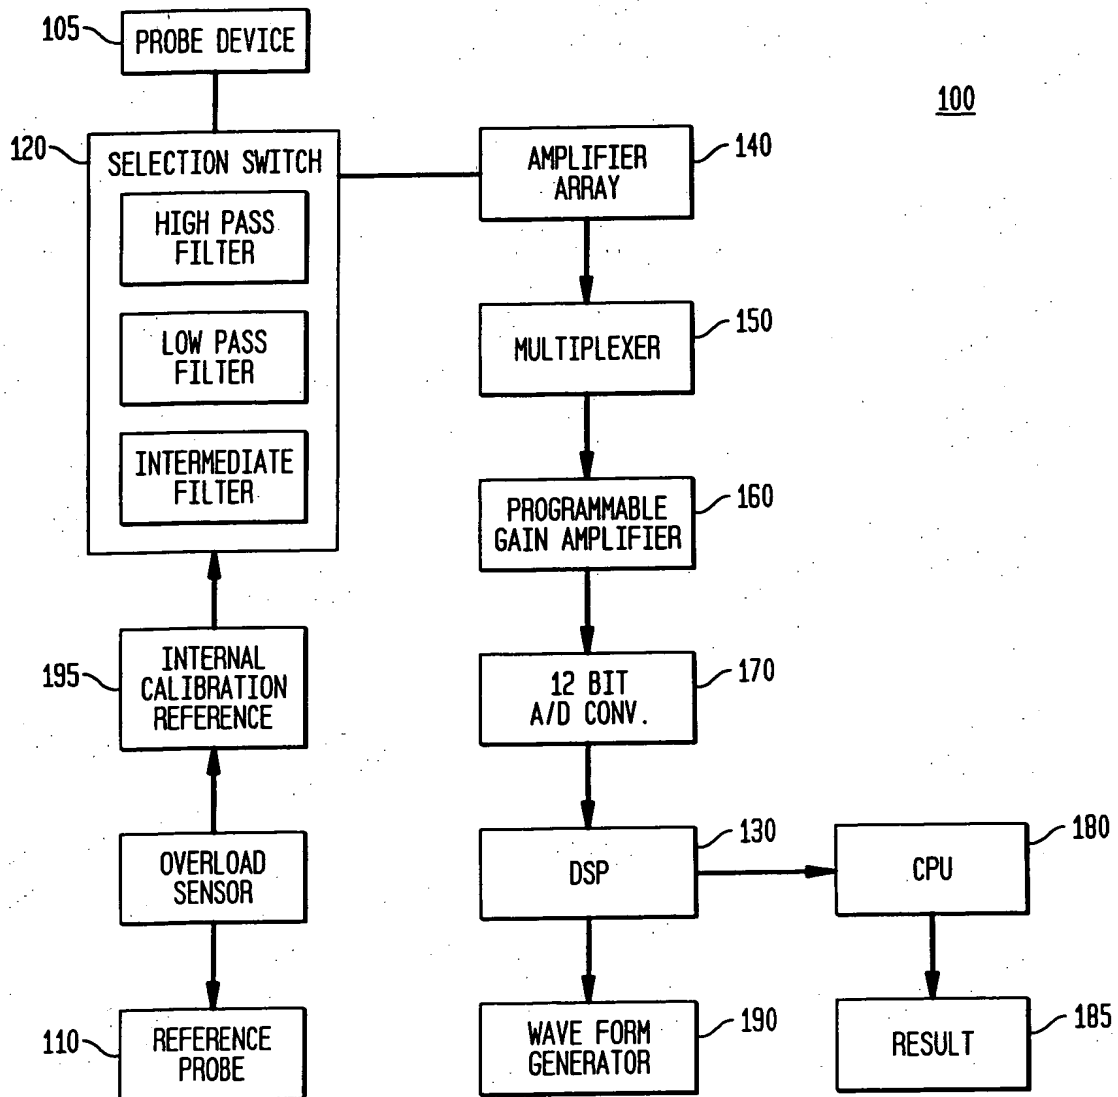 105
PROBE DEVICE
100
120
SELECTION SWITCH
HIGH PASS
FILTER
LOW PASS
FILTER
INTERMEDIATE
FILTER
195
INTERNAL
CALIBRATION
REFERENCE
OVERLOAD
SENSOR
110
REFERENCE
PROBE
AMPLIFIER
ARRAY
140
MULTIPLEXER
150
PROGRAMMABLE
GAIN AMPLIFIER
160
12 BIT
A/D CONV.
170
DSP
130
CPU
180
WAVE FORM
GENERATOR
190
RESULT
185